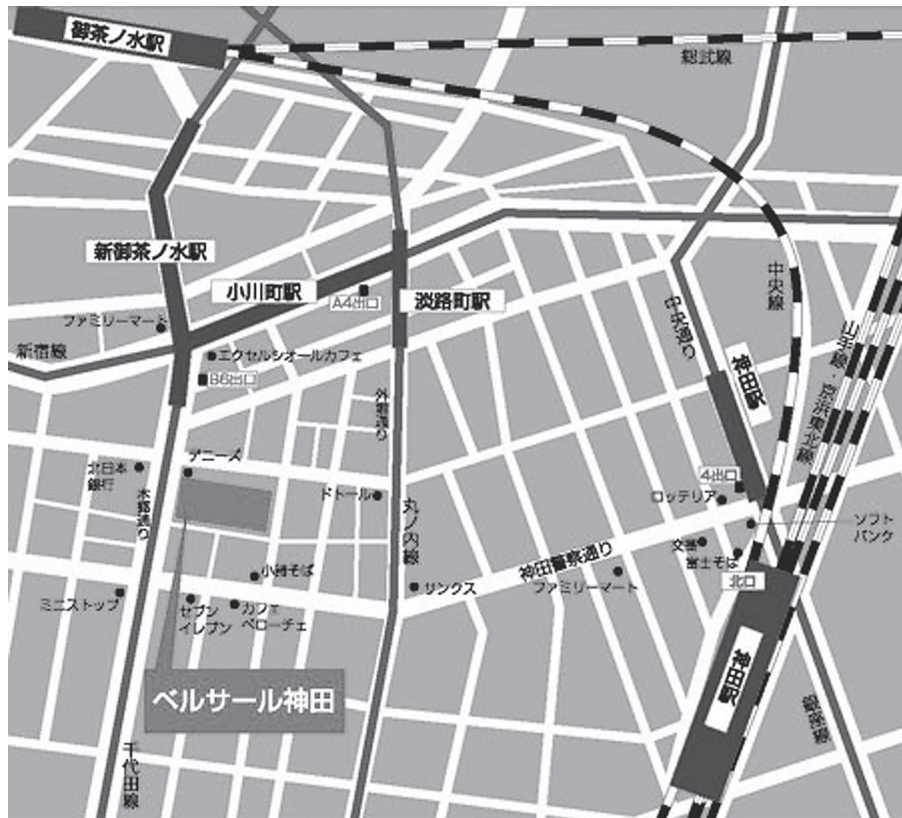 御茶ノ水駅
総武線
新御茶ノ水駅
小川町駅
A4出口
淡路町駅
中央線
ファミリーマート
新宿線
エクセルシオールカフェ
B6出口
中央通り
山手線・京浜東北線
神田駅
外堀通り
デニーズ
北日本
銀行
本郷通り
ドトール
丸ノ内線
4出口
ロッテリア
ソフト
バンク
交番
富士そば
神田警察通り
ファミリーマート
北口
小諸そば
サンクス
ミニストップ
セブン
イレブン
カフェ
ベローチェ
神田駅
ベルサール神田
銀座線
千代田線